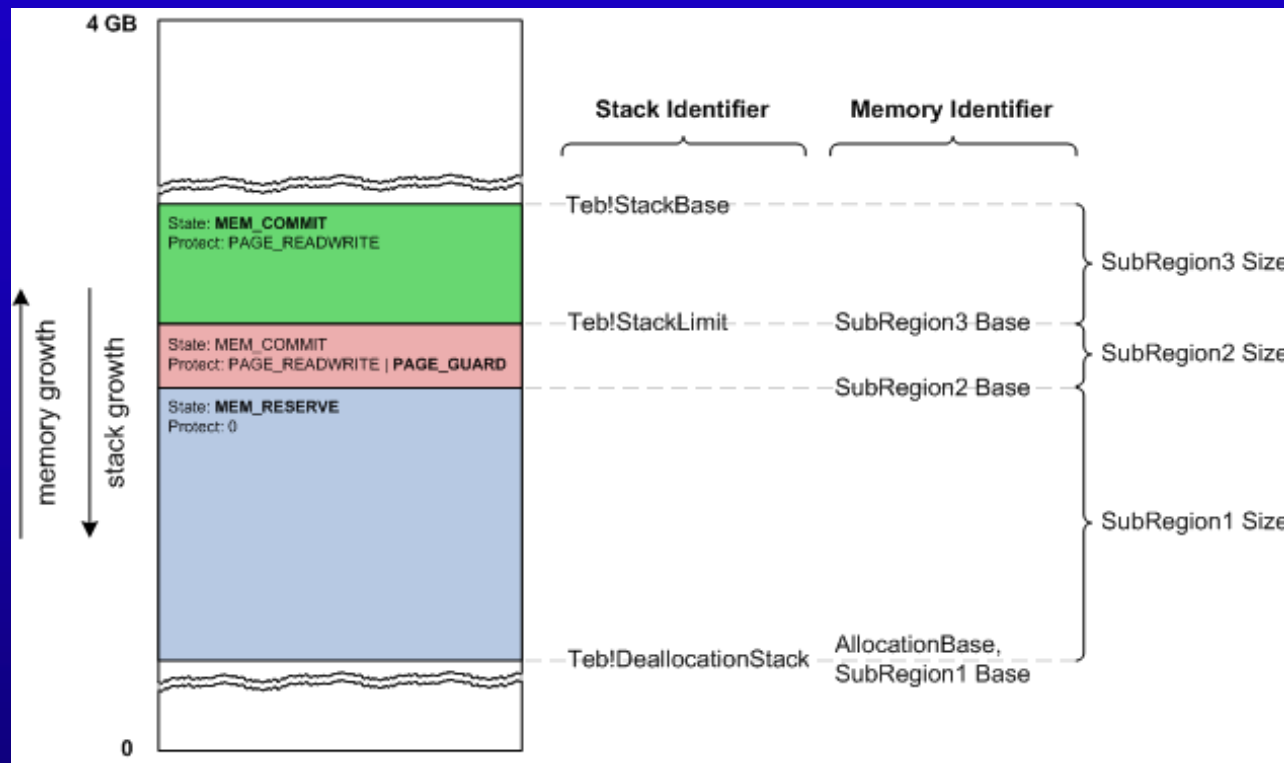 4 GB
Stack Identifier
Memory Identifier
Teb!StackBase
State: MEM_COMMIT
Protect: PAGE_READWRITE
SubRegion3 Size
Teb!StackLimit
SubRegion3 Base
State: MEM_COMMIT
Protect: PAGE_READWRITE | PAGE_GUARD
SubRegion2 Size
SubRegion2 Base
State: MEM_RESERVE
Protect: 0
memory growth
stack growth
SubRegion1 Size
Teb!DeallocationStack
AllocationBase,
SubRegion1 Base
0